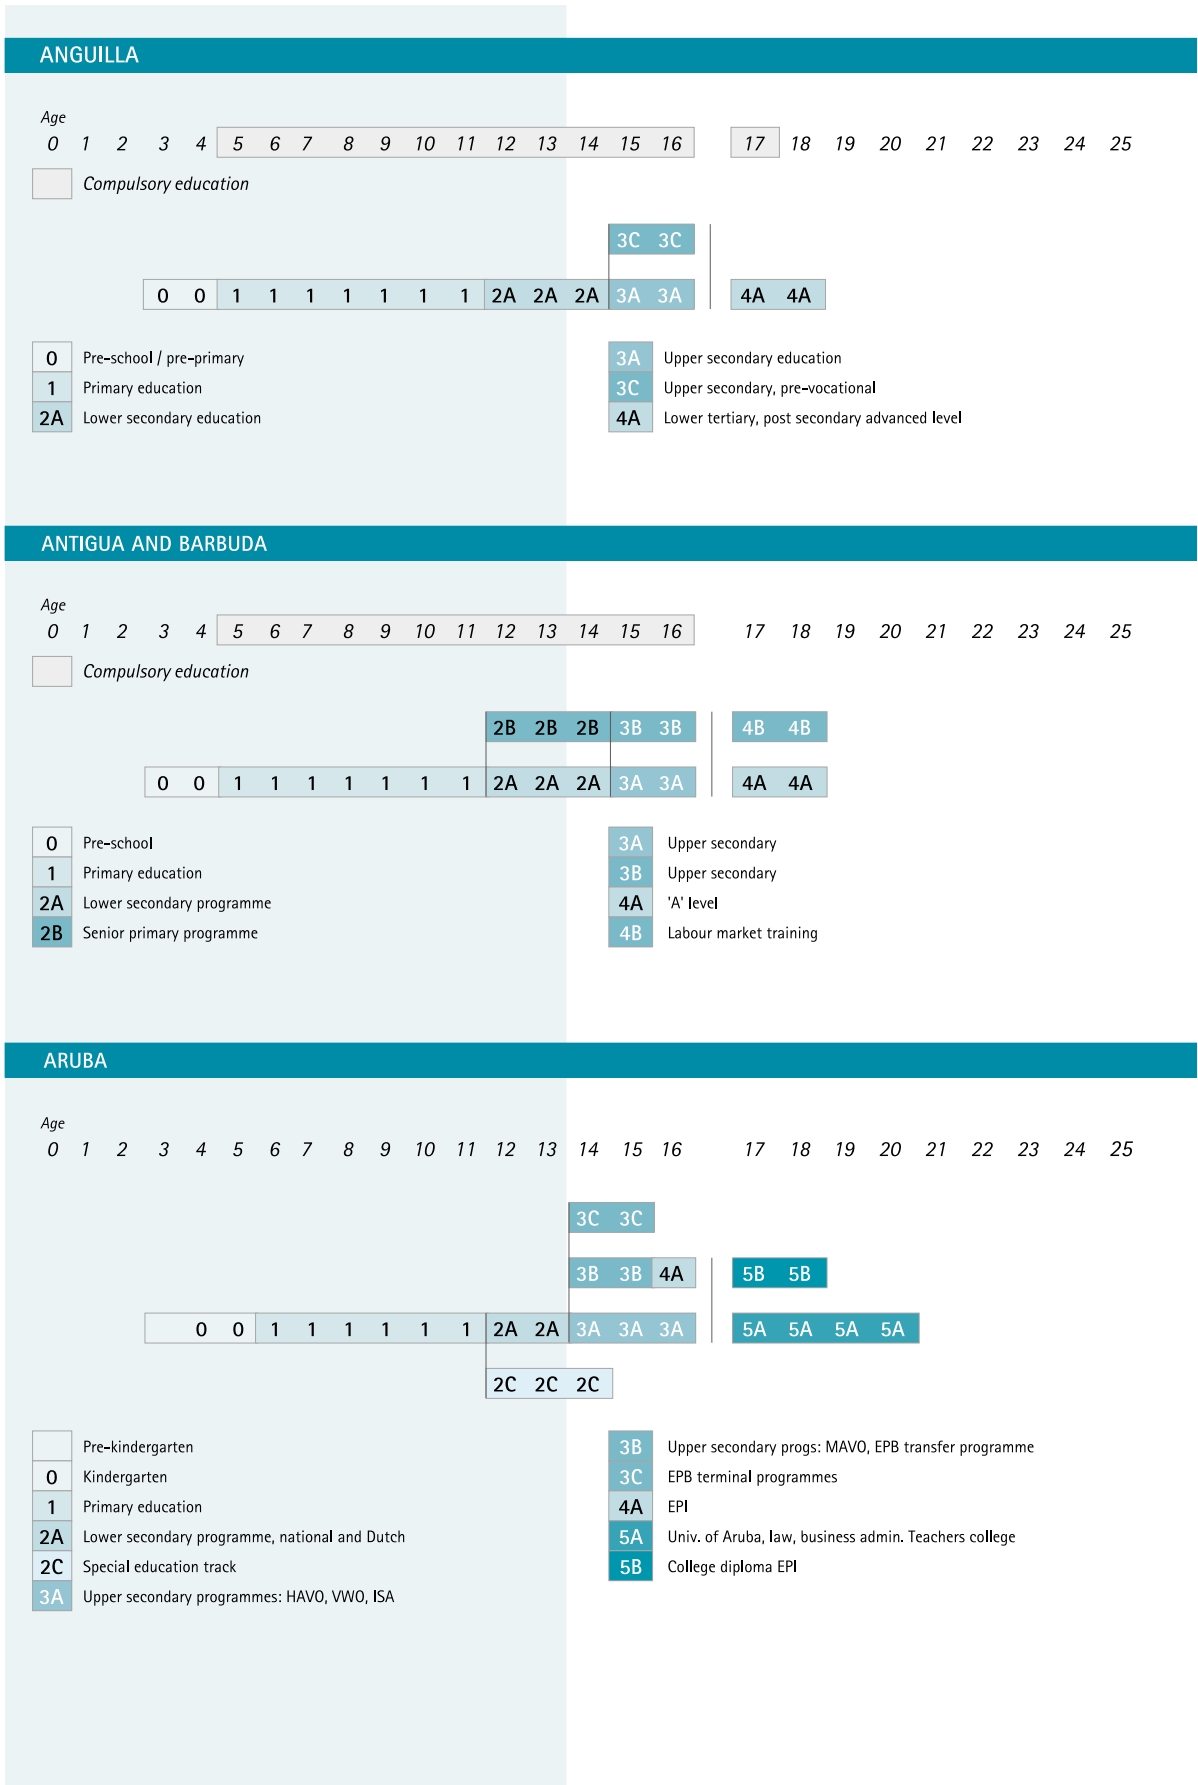 ANGUILLA
Age
0 1 2 3 4 5 6 7 8 9 10 11 12 13 14 15 16 17 18 19 20 21 22 23 24 25
Compulsory education
3C 3C
0 0 1 1 1 1 1 1 1 2A 2A 2A 3A 3A 4A 4A
0 Pre-school / pre-primary
1 Primary education
2A Lower secondary education
3A Upper secondary education
3C Upper secondary, pre-vocational
4A Lower tertiary, post secondary advanced level
ANTIGUA AND BARBUDA
Age
0 1 2 3 4 5 6 7 8 9 10 11 12 13 14 15 16 17 18 19 20 21 22 23 24 25
Compulsory education
2B 2B 2B 3B 3B 4B 4B
0 0 1 1 1 1 1 1 1 2A 2A 2A 3A 3A 4A 4A
0 Pre-school
1 Primary education
2A Lower secondary programme
2B Senior primary programme
3A Upper secondary
3B Upper secondary
4A 'A' level
4B Labour market training
ARUBA
Age
0 1 2 3 4 5 6 7 8 9 10 11 12 13 14 15 16 17 18 19 20 21 22 23 24 25
3C 3C
3B 3B 4A 5B 5B
0 0 1 1 1 1 1 1 2A 2A 3A 3A 3A 5A 5A 5A 5A
2C 2C 2C
Pre-kindergarten
0 Kindergarten
1 Primary education
2A Lower secondary programme, national and Dutch
2C Special education track
3A Upper secondary programmes: HAVO, VWO, ISA
3B Upper secondary progs: MAVO, EPB transfer programme
3C EPB terminal programmes
4A EPI
5A Univ. of Aruba, law, business admin. Teachers college
5B College diploma EPI